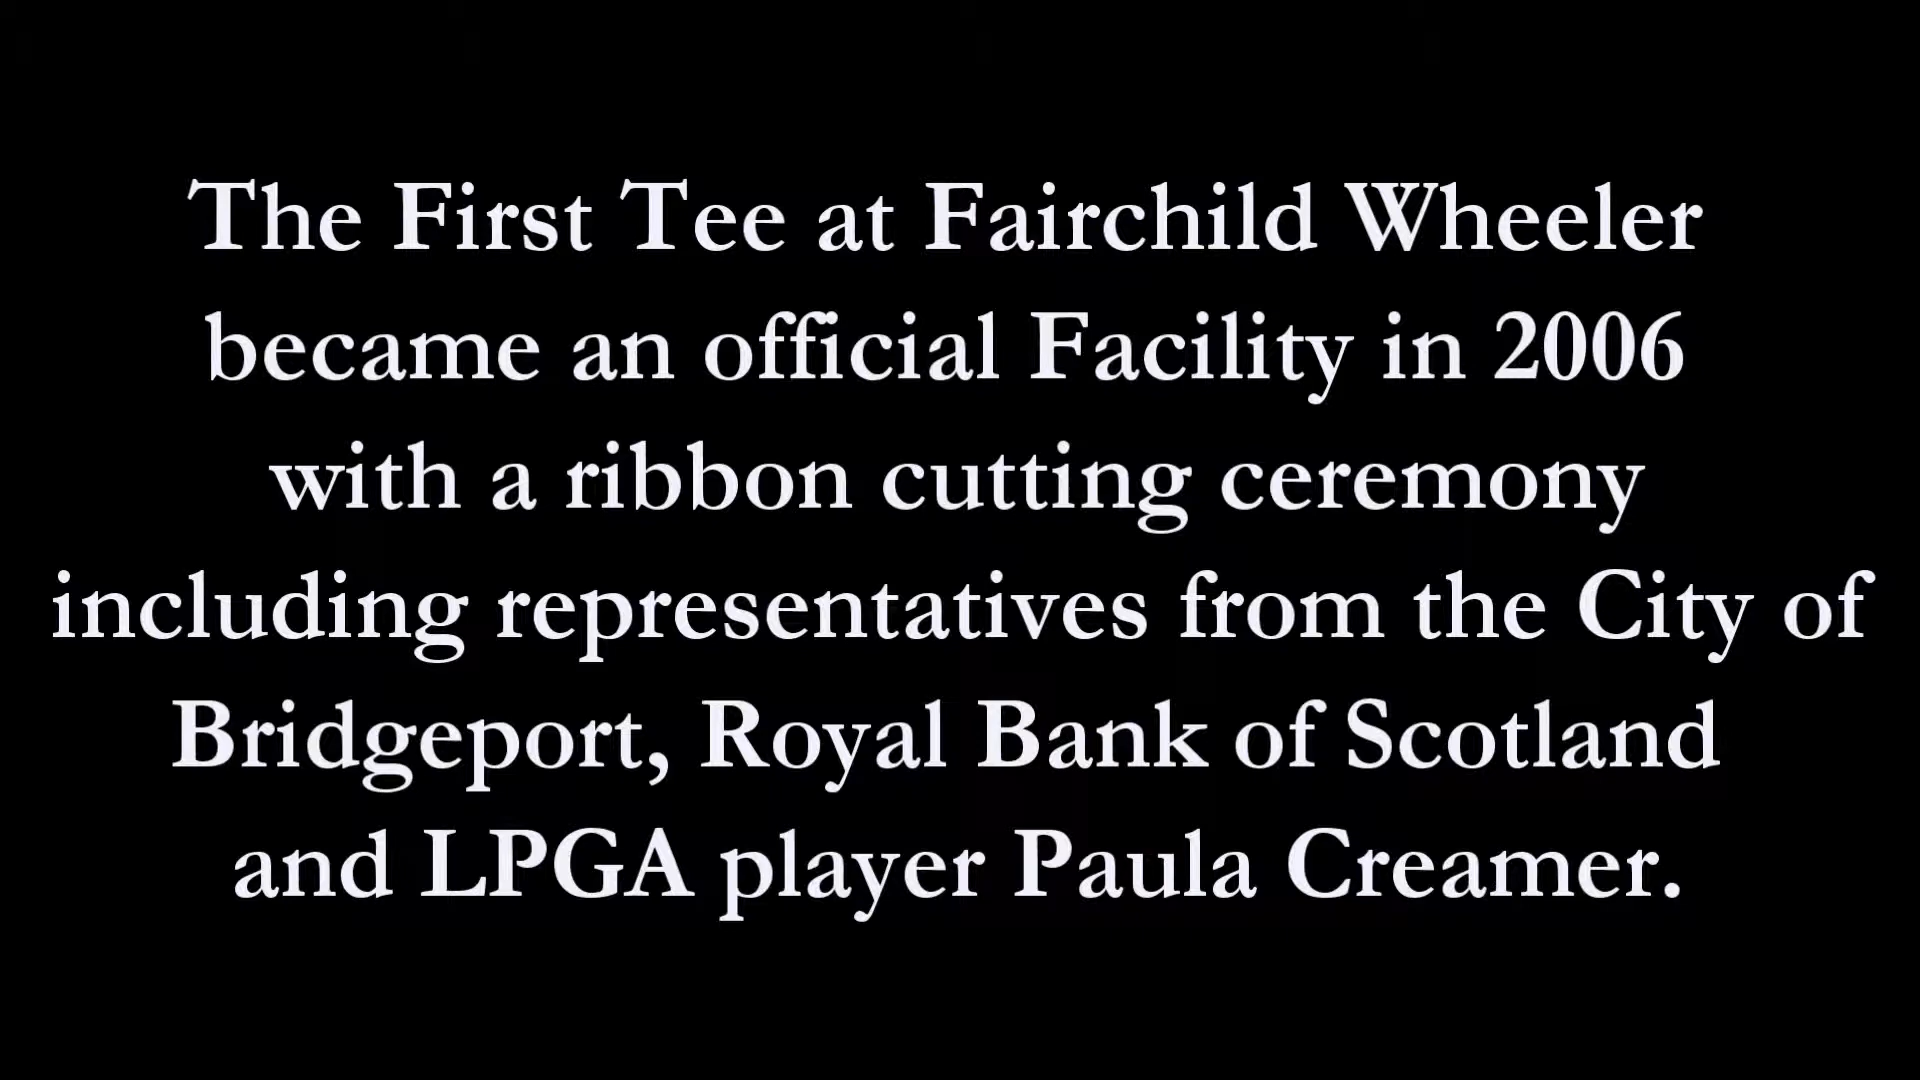 The First Tee at Fairchild Wheeler
became an official Facility in 2006
with a ribbon cutting ceremony
including representatives from the City of
Bridgeport, Royal Bank of Scotland
and LPGA player Paula Creamer.